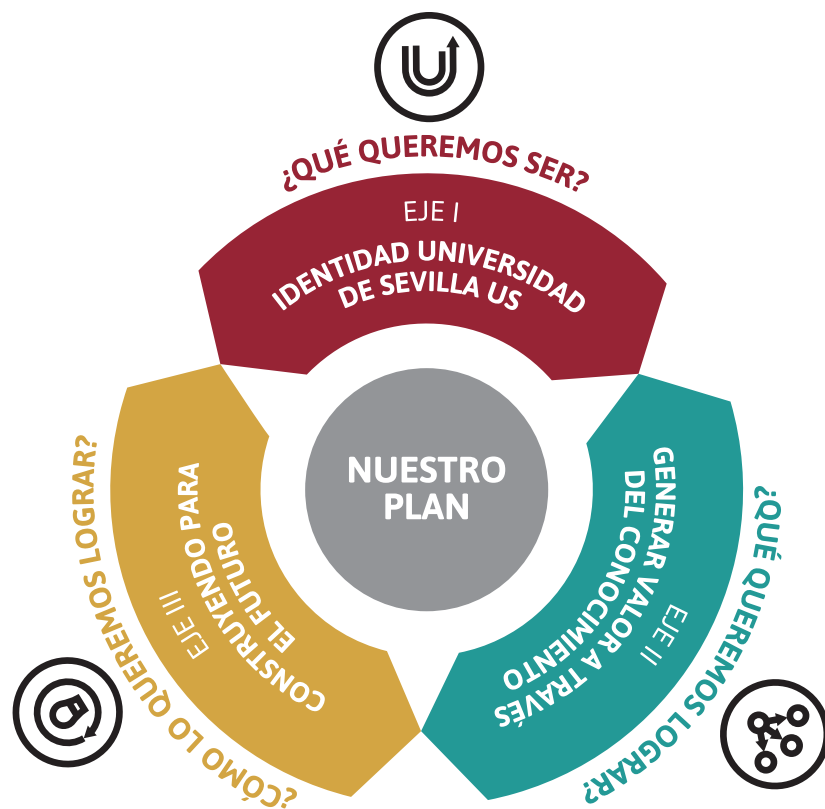 ¿QUÉ QUEREMOS SER?
EJE I
IDENTIDAD UNIVERSIDAD
DE SEVILLA US
NUESTRO
PLAN
¿QUÉ QUEREMOS LOGRAR?
EJE II
GENERAR VALOR A TRAVÉS
DEL CONOCIMIENTO
¿CÓMO LO QUEREMOS LOGRAR?
EJE III
CONSTRUYENDO PARA
EL FUTURO